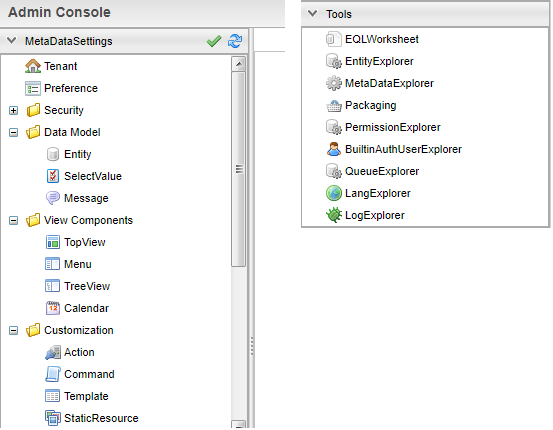 Admin Console
MetaDataSettings
Tenant
Preference
Security
Data Model
Entity
SelectValue
Message
View Components
TopView
Menu
TreeView
Calendar
12
Customization
Action
Command
Template
StaticResource
Tools
EQLWorksheet
EntityExplorer
MetaDataExplorer
Packaging
PermissionExplorer
BuiltinAuthUserExplorer
QueueExplorer
LangExplorer
LogExplorer